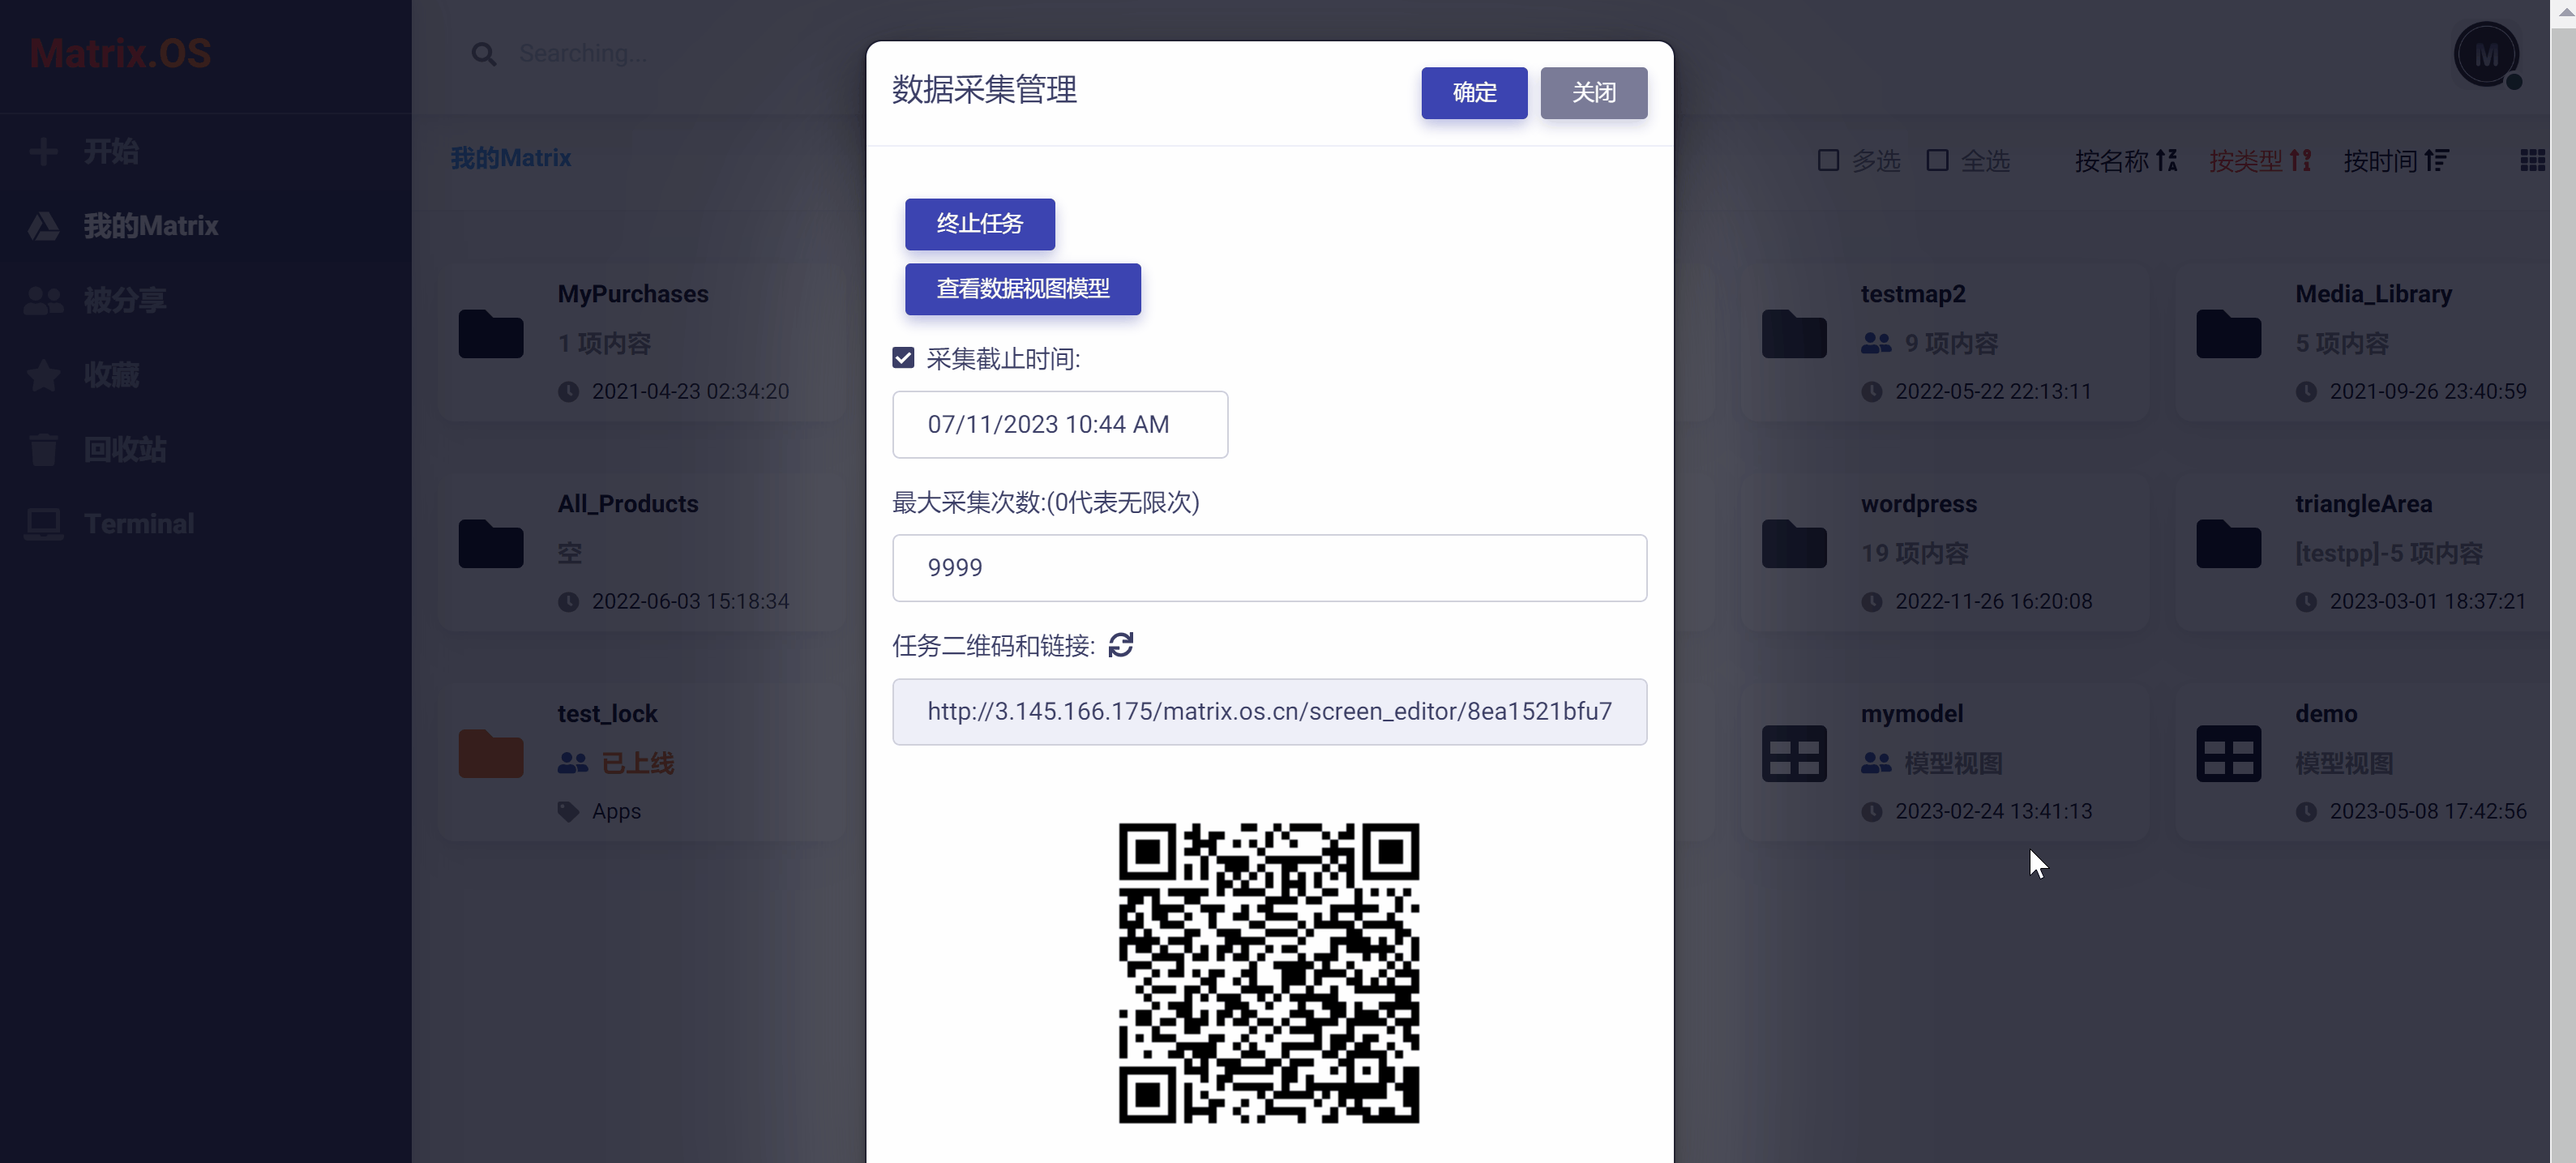 Matrix.OS
开始
我的Matrix
被分享
收藏
回收站
Terminal
Searching...
M
我的Matrix
多选
全选
按名称
按类型
按时间
MyPurchases
1 项内容
2021-04-23 02:34:20
testmap2
9 项内容
2022-05-22 22:13:11
Media_Library
5 项内容
2021-09-26 23:40:59
All_Products
空
2022-06-03 15:18:34
wordpress
19 项内容
2022-11-26 16:20:08
triangleArea
[testpp]-5 项内容
2023-03-01 18:37:21
test_lock
已上线
Apps
mymodel
模型视图
2023-02-24 13:41:13
demo
模型视图
2023-05-08 17:42:56
数据采集管理
确定
关闭
终止任务
查看数据视图模型
采集截止时间:
07/11/2023 10:44 AM
最大采集次数:(0代表无限次)
9999
任务二维码和链接:
http://3.145.166.175/matrix.os.cn/screen_editor/8ea1521bfu7